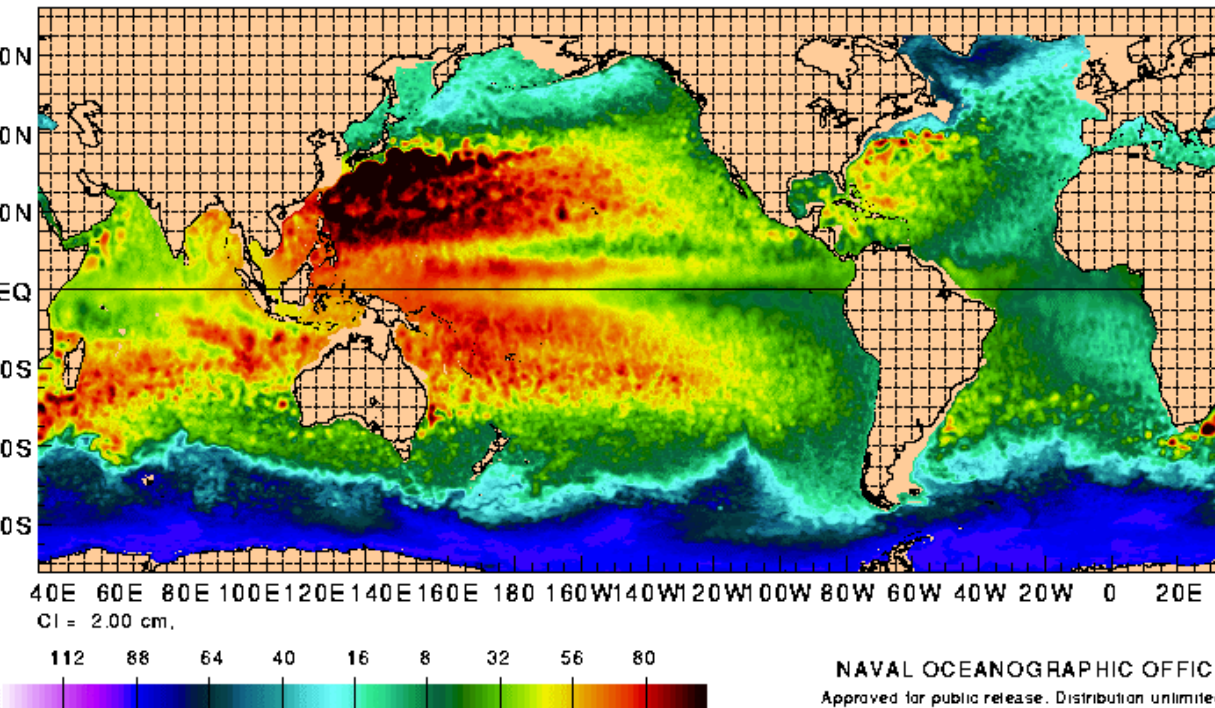 0N
0N
0N
EQ
0S
0S
0S
40E 60E 80E 100E 120E 140E 160E 180 160W 140W 120W 100W 80W 60W 40W 20W 0 20E
CI = 2.00 cm,
112 88 64 40 16 8 32 56 80
NAVAL OCEANOGRAPHIC OFFIC
Approved for public release. Distribution unlimite